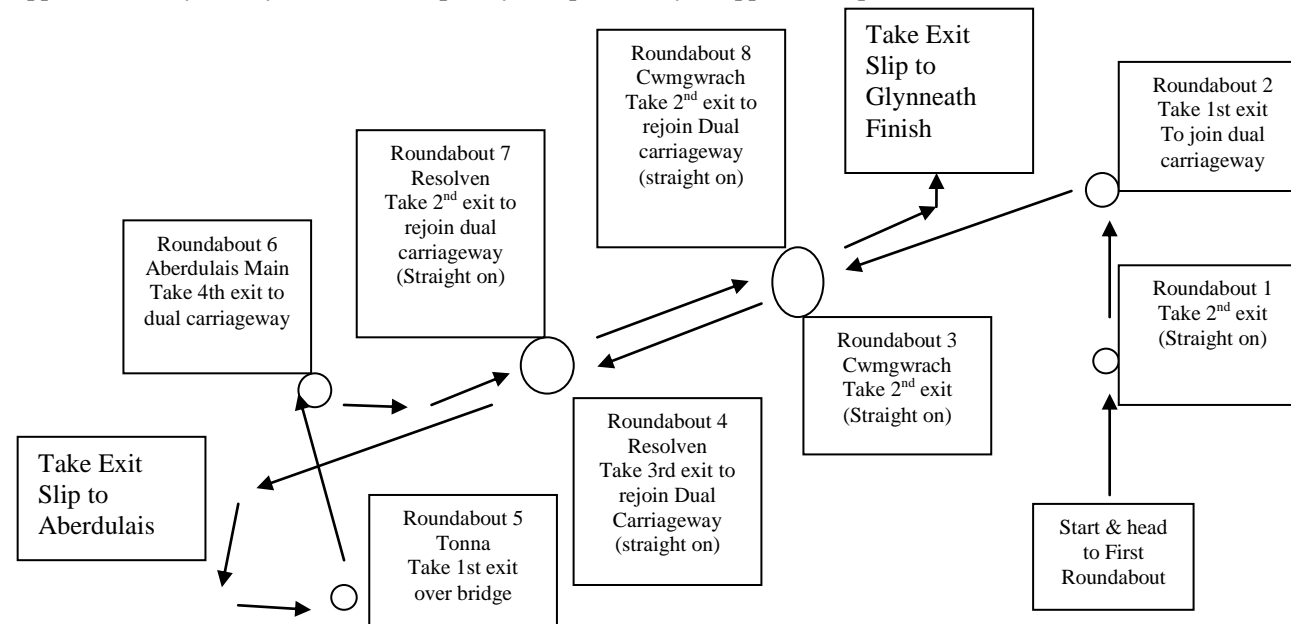 Roundabout 8
Cwmgwrach
Take 2nd exit to
rejoin Dual
carriageway
(straight on)
Take Exit
Slip to
Glynneath
Finish
Roundabout 2
Take 1st exit
To join dual
carriageway
Roundabout 7
Resolven
Take 2nd exit to
rejoin dual
carriageway
(Straight on)
Roundabout 6
Aberdulais Main
Take 4th exit to
dual carriageway
Roundabout 1
Take 2nd exit
(Straight on)
Roundabout 3
Cwmgwrach
Take 2nd exit
(Straight on)
Roundabout 4
Resolven
Take 3rd exit to
rejoin Dual
Carriageway
(straight on)
Take Exit
Slip to
Aberdulais
Roundabout 5
Tonna
Take 1st exit
over bridge
Start & head
to First
Roundabout